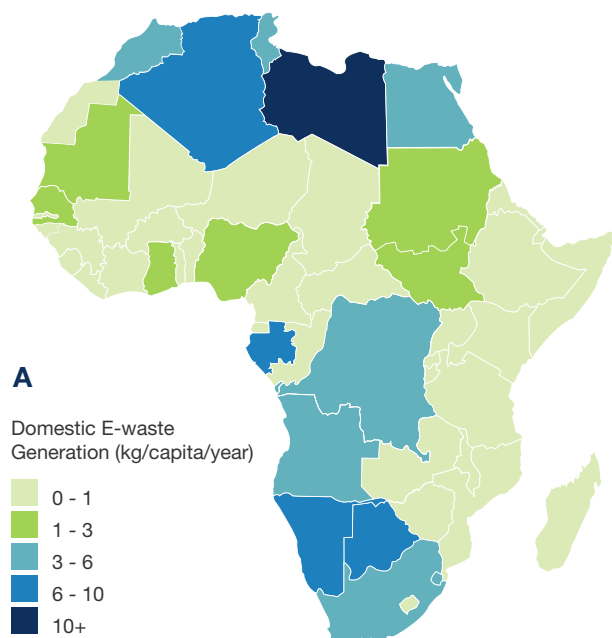 A
Domestic E-waste
Generation (kg/capita/year)
0 - 1
1 - 3
3 - 6
6 - 10
10+